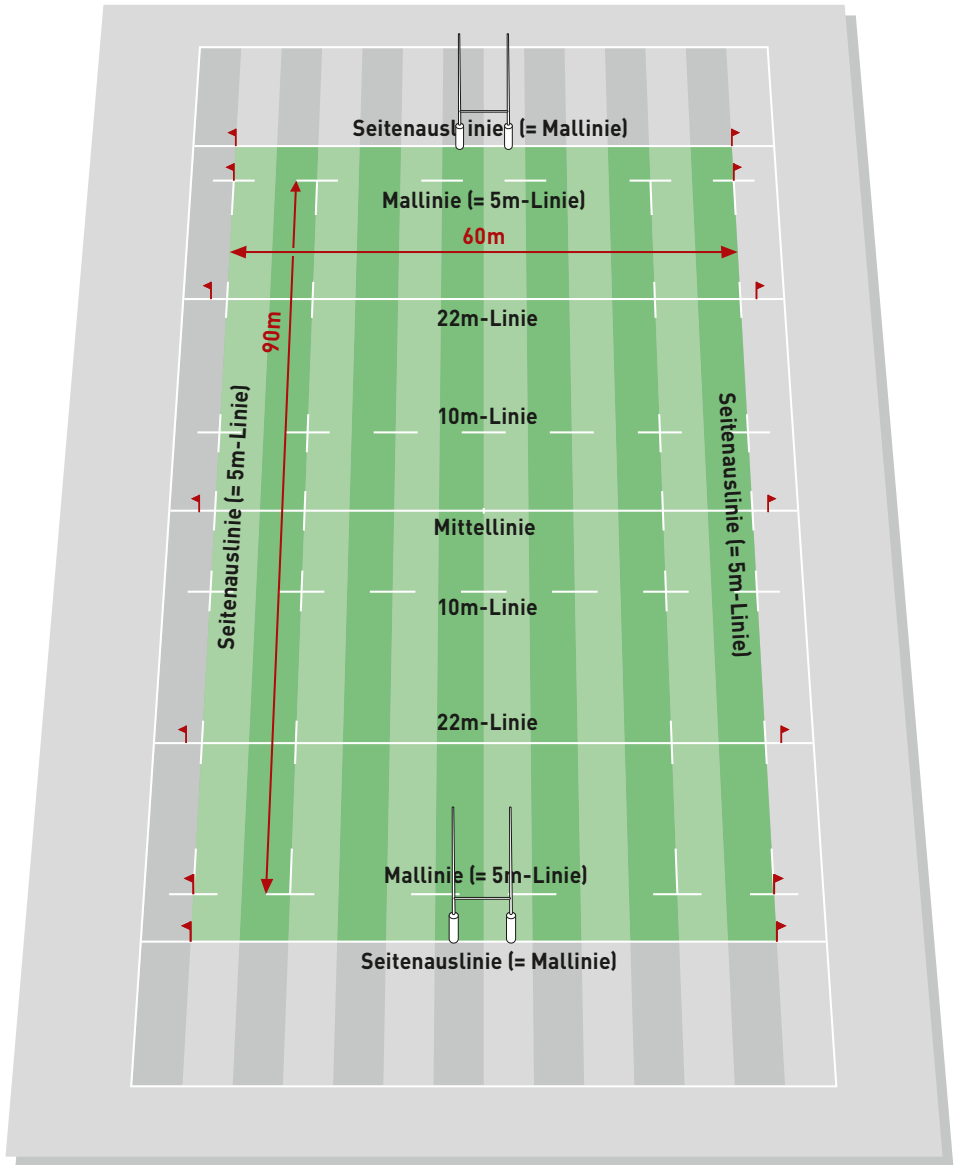 Seitenauslinie (= Mallinie)
Mallinie (= 5m-Linie)
60m
22m-Linie
90m
10m-Linie
Seitenauslinie (= 5m-Linie)
Seitenauslinie (= 5m-Linie)
Mittellinie
10m-Linie
22m-Linie
Mallinie (= 5m-Linie)
Seitenauslinie (= Mallinie)